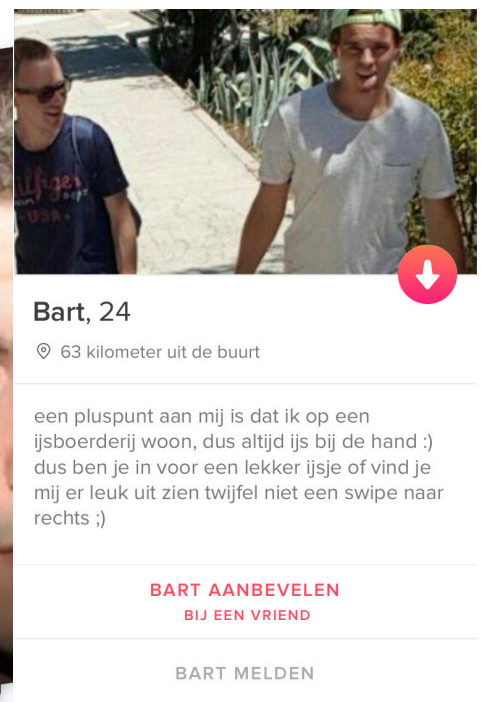 ilfiger
USA
Bart, 24
63 kilometer uit de buurt
een pluspunt aan mij is dat ik op een
ijsboerderij woon, dus altijd ijs bij de hand :)
dus ben je in voor een lekker ijsje of vind je
mij er leuk uit zien twijfel niet een swipe naar
rechts ;)
BART AANBEVELEN
BIJ EEN VRIEND
BART MELDEN